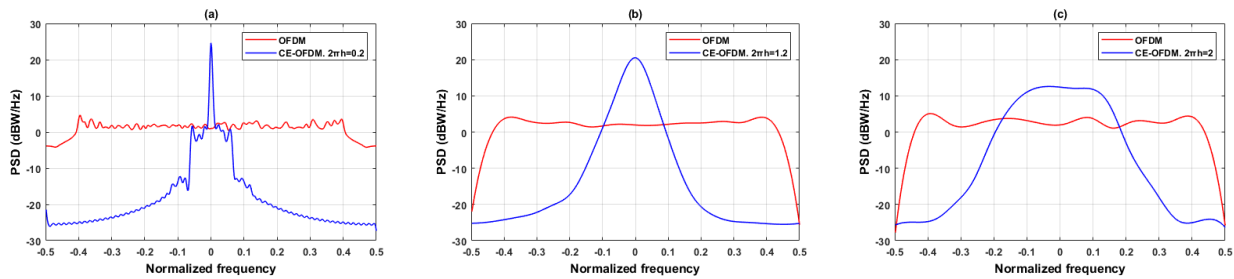 (a)
PSD (dBW/Hz)
30
20
10
0
-10
-20
-30
-0.5 -0.4 -0.3 -0.2 -0.1 0 0.1 0.2 0.3 0.4 0.5
Normalized frequency
OFDM
CE-OFDM. 2πh=0.2
(b)
PSD (dBW/Hz)
30
20
10
0
-10
-20
-30
-0.5 -0.4 -0.3 -0.2 -0.1 0 0.1 0.2 0.3 0.4 0.5
Normalized frequency
OFDM
CE-OFDM. 2πh=1.2
(c)
PSD (dBW/Hz)
30
20
10
0
-10
-20
-30
-0.5 -0.4 -0.3 -0.2 -0.1 0 0.1 0.2 0.3 0.4 0.5
Normalized frequency
OFDM
CE-OFDM. 2πh=2